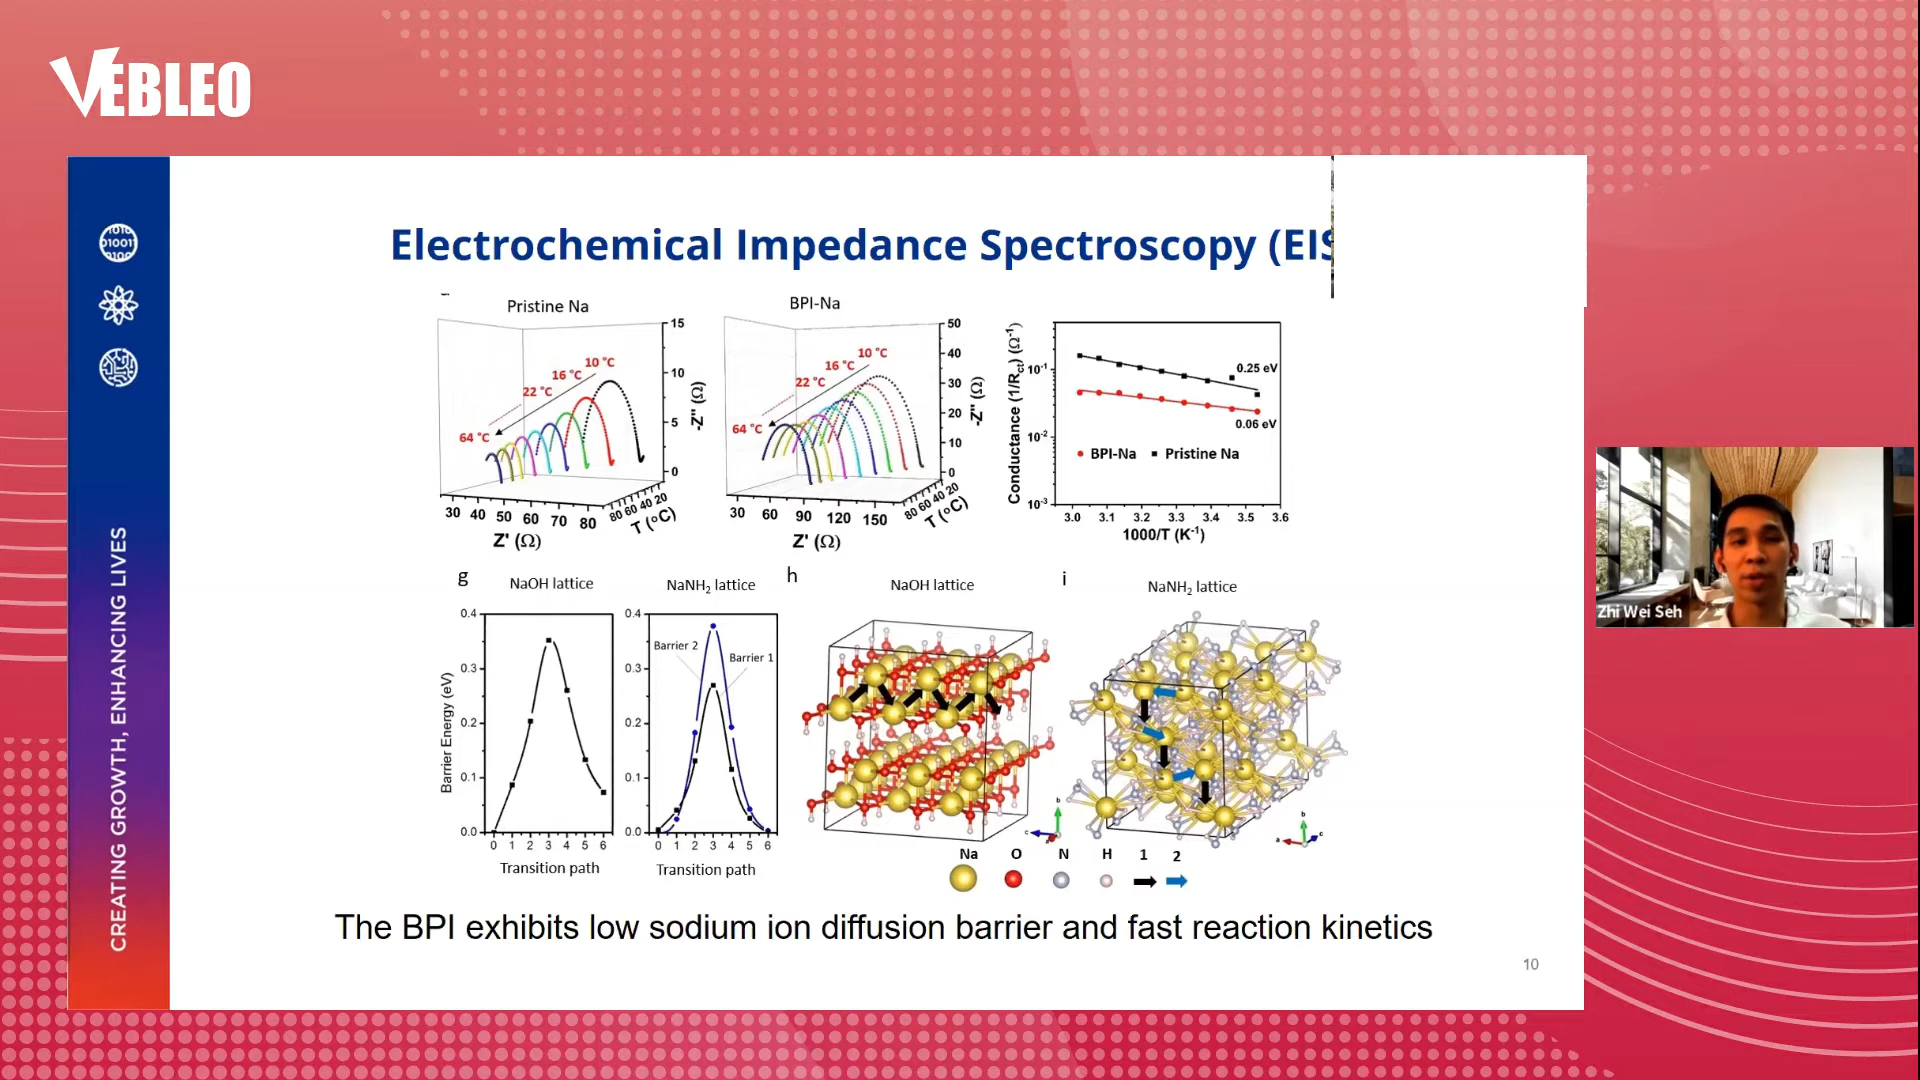 VEBLEO
Electrochemical Impedance Spectroscopy (EIS
Pristine Na
10 °C
16 °C
22 °C
64 °C
15
10
5
0
-Z'' (Ω)
30 40 50 60 70 80
80 60 40 20
T (°C)
Z' (Ω)
BPI-Na
10 °C
16 °C
22 °C
64 °C
50
40
30
20
10
0
-Z'' (Ω)
30 60 90 120 150
80 60 40 20
T (°C)
Z' (Ω)
Conductance (1/Rct) (Ω-1)
10-1
10-2
10-3
0.25 eV
0.06 eV
BPI-Na Pristine Na
3.0 3.1 3.2 3.3 3.4 3.5 3.6
1000/T (K-1)
g
NaOH lattice
Barrier Energy (eV)
0.4
0.3
0.2
0.1
0.0
0 1 2 3 4 5 6
Transition path
NaNH2 lattice
0.4
0.3
0.2
0.1
0.0
Barrier 2
Barrier 1
0 1 2 3 4 5 6
Transition path
h
NaOH lattice
b
c
i
NaNH2 lattice
b
a
c
Na O N H 1 2
The BPI exhibits low sodium ion diffusion barrier and fast reaction kinetics
10
CREATING GROWTH, ENHANCING LIVES
Zhi Wei Seh